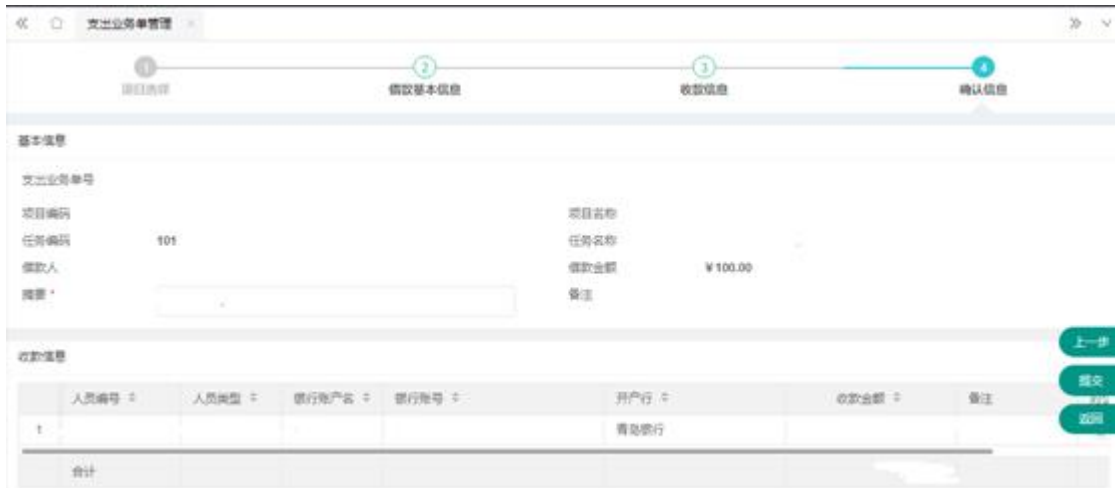 支出业务单管理
1 2 3 4
项目选择 借款基本信息 收款信息 确认信息
基本信息
支出业务单号
项目编码 项目名称
任务编码 101 任务名称
借款人 借款金额 ￥100.00
摘要 * 备注
上一步
收款信息
提交
人员编号 人员类型 银行账户名 银行账号 开户行 收款金额 备注
返回
1 青岛银行
合计